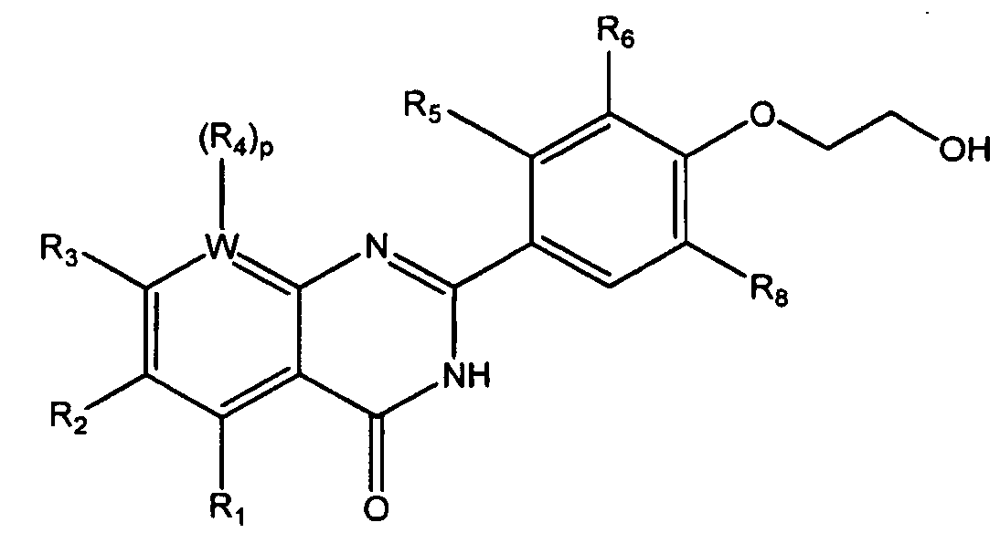 R₆
R₅
O
OH
(R₄)ₚ
R₃
W
N
R₈
R₂
NH
R₁
O